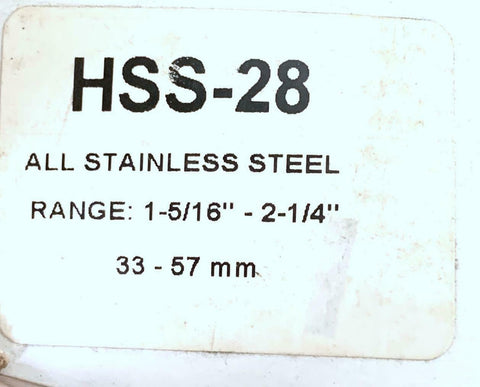 HSS-28
ALL STAINLESS STEEL
RANGE: 1-5/16" - 2-1/4"
33 - 57 mm